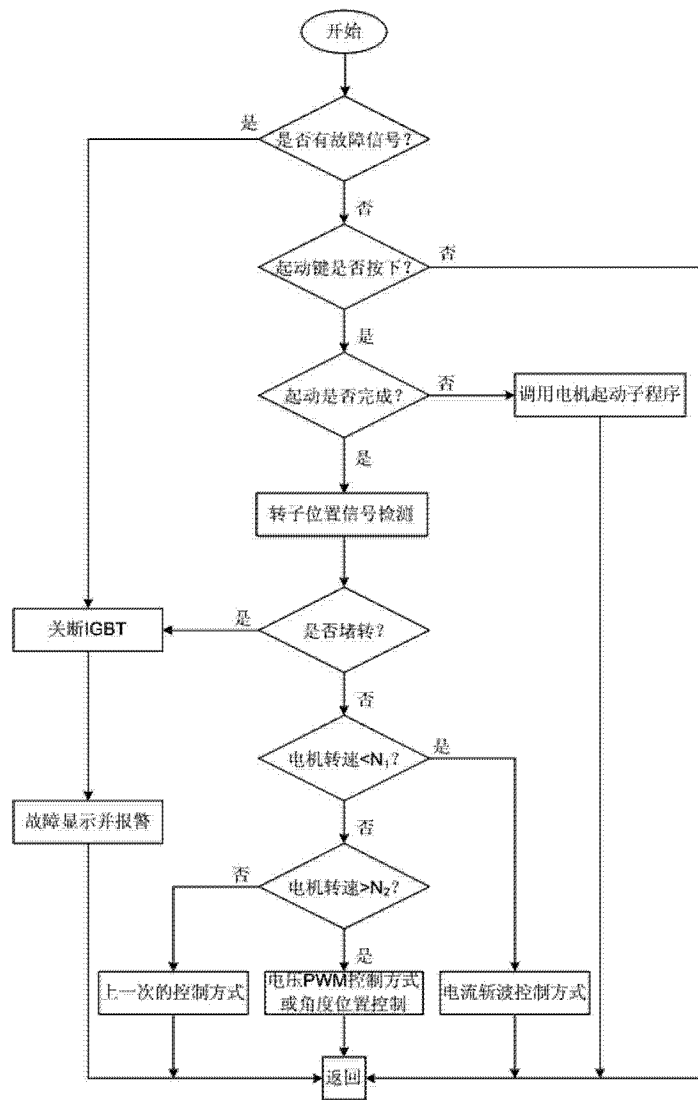 开始
是
是否有故障信号?
否
起动键是否按下?
否
是
起动是否完成?
否
调用电机起动子程序
是
转子位置信号检测
关断IGBT
是
是否堵转?
否
电机转速<N₁?
是
故障显示并报警
否
否
电机转速>N₂?
是
上一次的控制方式
电压PWM控制方式
或角度位置控制
电流斩波控制方式
返回